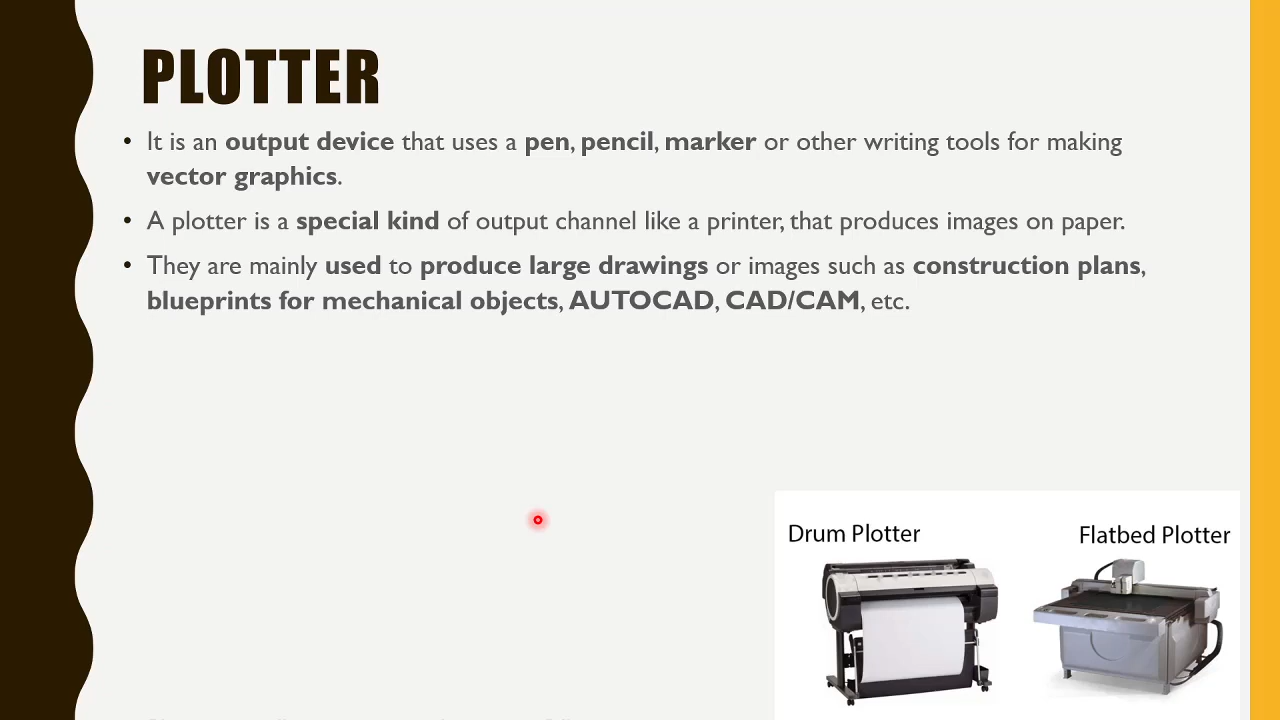 PLOTTER
• It is an output device that uses a pen, pencil, marker or other writing tools for making
vector graphics.
• A plotter is a special kind of output channel like a printer, that produces images on paper.
• They are mainly used to produce large drawings or images such as construction plans,
blueprints for mechanical objects, AUTOCAD, CAD/CAM, etc.
Drum Plotter
Flatbed Plotter